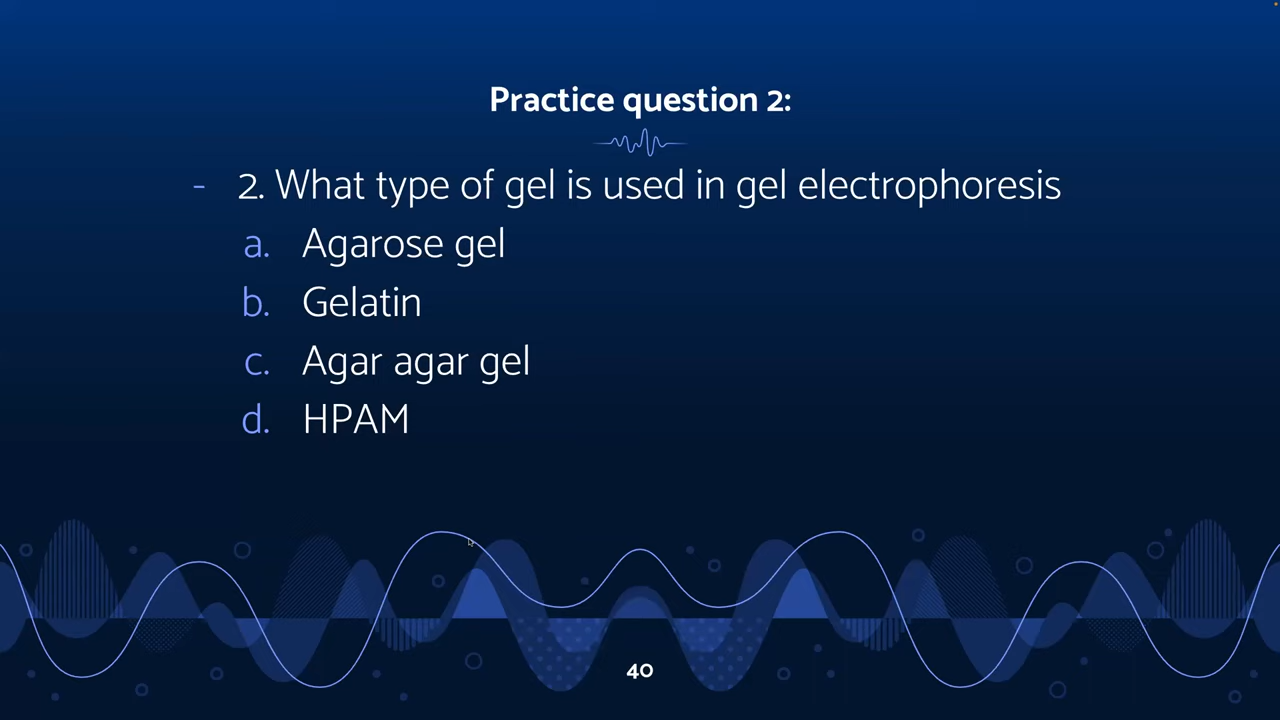 Practice question 2:
- 2. What type of gel is used in gel electrophoresis
a. Agarose gel
b. Gelatin
c. Agar agar gel
d. HPAM
40